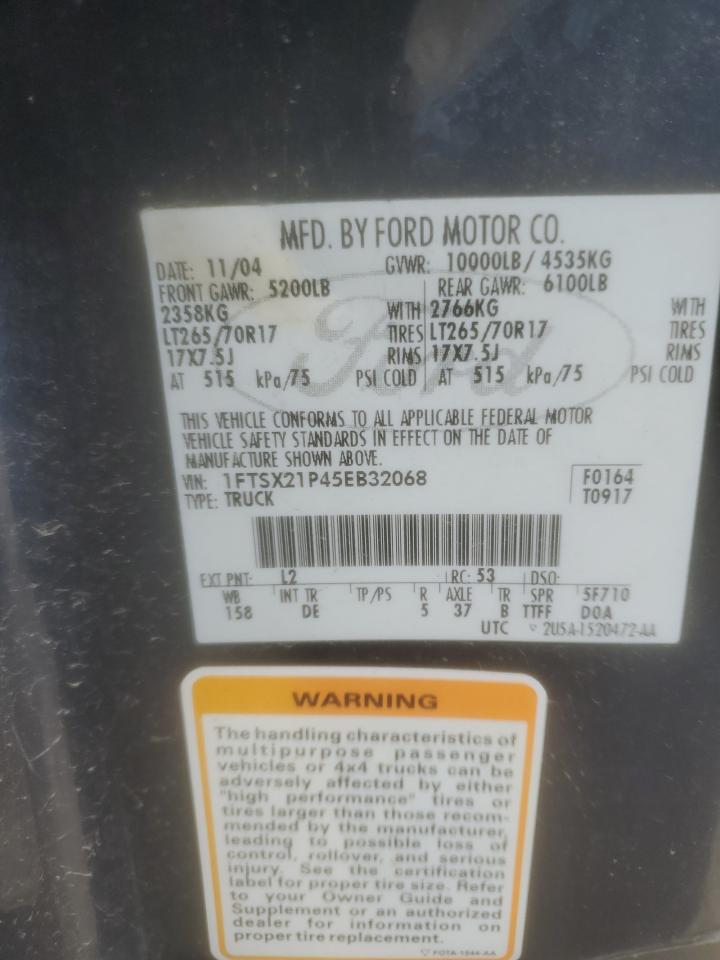 MFD. BY FORD MOTOR CO.
DATE: 11/04 GVWR: 10000LB/ 4535KG
FRONT GAWR: 5200LB REAR GAWR: 6100LB
2358KG WITH 2766KG WITH
LT265/70R17 TIRES LT265/70R17 TIRES
17X7.5J RIMS 17X7.5J RIMS
AT 515 kPa/75 PSI COLD AT 515 kPa/75 PSI COLD
Ford
THIS VEHICLE CONFORMS TO ALL APPLICABLE FEDERAL MOTOR
VEHICLE SAFETY STANDARDS IN EFFECT ON THE DATE OF
MANUFACTURE SHOWN ABOVE.
VIN: 1FTSX21P45EB32068 F0164
TYPE: TRUCK T0917
EXT PNT: L2 RC: 53 DSO:
WB INT TR TP/PS R AXLE TR SPR 5F710
158 DE 5 37 B TTFF DOA
UTC ▽ 2U5A-1520472-AA
WARNING
The handling characteristics of
multipurpose passenger
vehicles or 4x4 trucks can be
adversely affected by either
"high performance" tires or
tires larger than those recom-
mended by the manufacturer,
leading to possible loss of
control, rollover, and serious
injury. See the certification
label for proper tire size. Refer
to your Owner Guide and
Supplement or an authorized
dealer for information on
proper tire replacement.